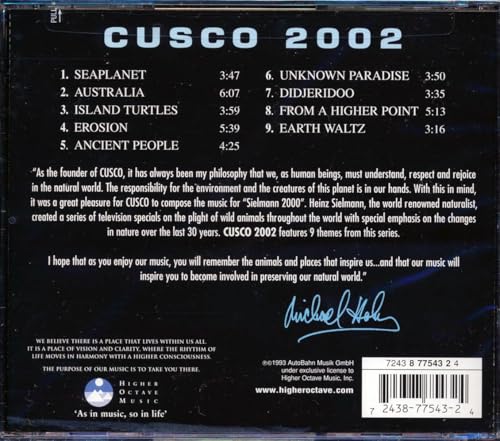 PULL
CUSCO 2002
1. SEAPLANET 3:47
2. AUSTRALIA 6:07
3. ISLAND TURTLES 3:59
4. EROSION 5:39
5. ANCIENT PEOPLE 4:25
6. UNKNOWN PARADISE 3:50
7. DIDJERIDOO 3:35
8. FROM A HIGHER POINT 5:13
9. EARTH WALTZ 3:16
"As the founder of CUSCO, it has always been my philosophy that we, as human beings, must understand, respect and rejoice
in the natural world. The responsibility for the environment and the creatures of this planet is in our hands. With this in mind,
it was a great pleasure for CUSCO to compose the music for "Sielmann 2000". Heinz Sielmann, the world renowned naturalist,
created a series of television specials on the plight of wild animals throughout the world with special emphasis on the changes
in nature over the last 30 years. CUSCO 2002 features 9 themes from this series.
I hope that as you enjoy our music, you will remember the animals and places that inspire us...and that our music will
inspire you to become involved in preserving our natural world."
Michael Holm
WE BELIEVE THERE IS A PLACE THAT LIVES WITHIN US ALL.
IT IS A PLACE OF VISION AND CLARITY, WHERE THE RHYTHM
OF LIFE MOVES IN HARMONY WITH A HIGHER CONSCIOUSNESS.
THE PURPOSE OF OUR MUSIC IS TO TAKE YOU THERE.
HIGHER
OCTAVE
MUSIC
'As in music, so in life'
℗©1993 AutoBahn Musik GmbH
under exclusive license to
Higher Octave Music, Inc.
www.higheroctave.com
7243 8 77543 2 4
7 24387-77543-2 4